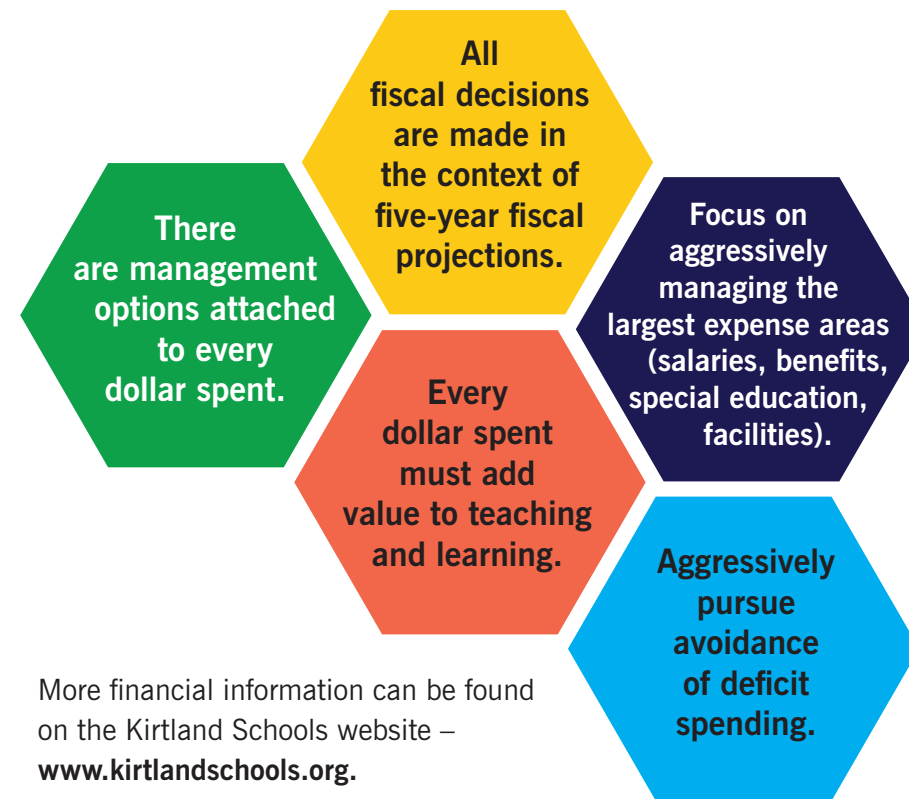 All
fiscal decisions
are made in
the context of
five-year fiscal
projections.
There
are management
options attached
to every
dollar spent.
Focus on
aggressively
managing the
largest expense areas
(salaries, benefits,
special education,
facilities).
Every
dollar spent
must add
value to teaching
and learning.
Aggressively
pursue
avoidance
of deficit
spending.
More financial information can be found
on the Kirtland Schools website –
www.kirtlandschools.org.